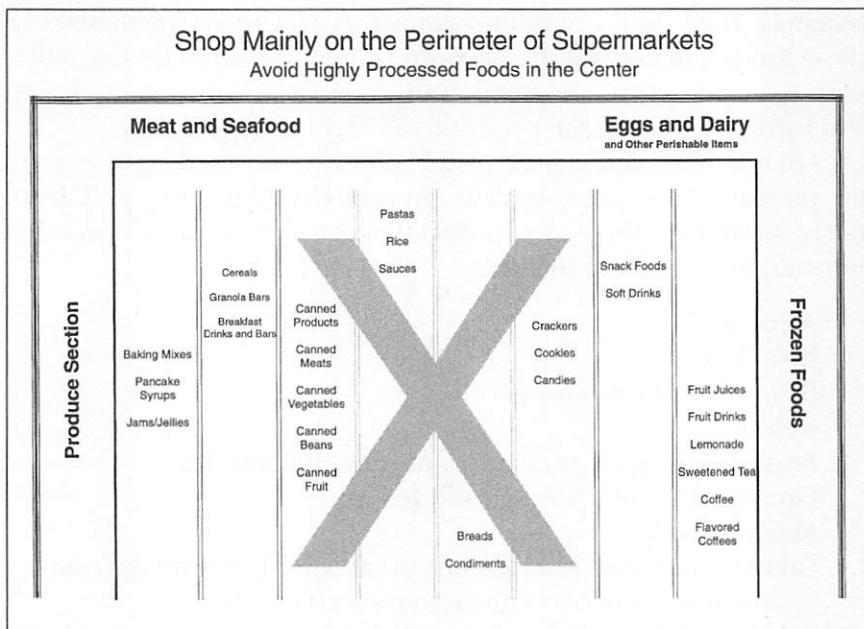 Shop Mainly on the Perimeter of Supermarkets
Avoid Highly Processed Foods in the Center
Meat and Seafood
Eggs and Dairy
and Other Perishable Items
Produce Section
Baking Mixes
Pancake
Syrups
Jams/Jellies
Cereals
Granola Bars
Breakfast
Drinks and Bars
Canned
Products
Canned
Meats
Canned
Vegetables
Canned
Beans
Canned
Fruit
Pastas
Rice
Sauces
Breads
Condiments
Crackers
Cookies
Candies
Snack Foods
Soft Drinks
Fruit Juices
Fruit Drinks
Lemonade
Sweetened Tea
Coffee
Flavored
Coffees
Frozen Foods